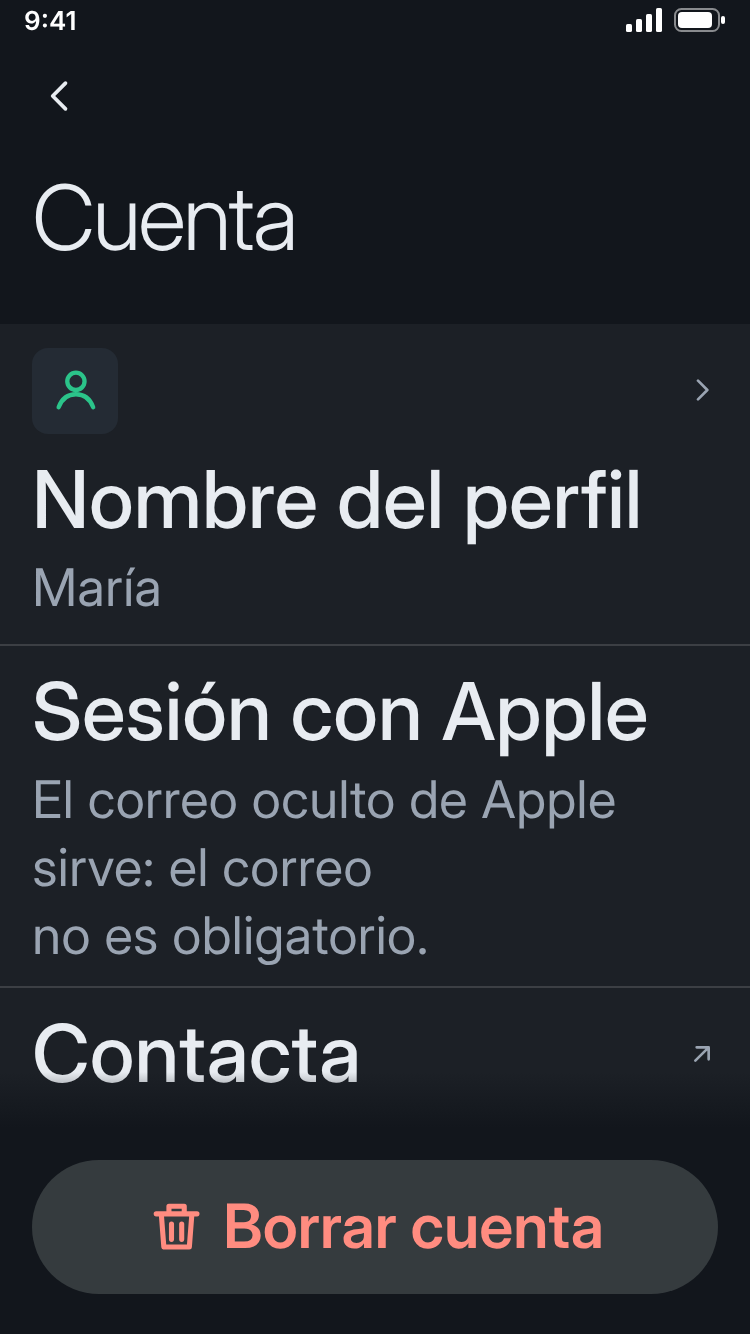 9:41
Cuenta
Nombre del perfil
María
Sesión con Apple
El correo oculto de Apple
sirve: el correo
no es obligatorio.
Contacta
Borrar cuenta